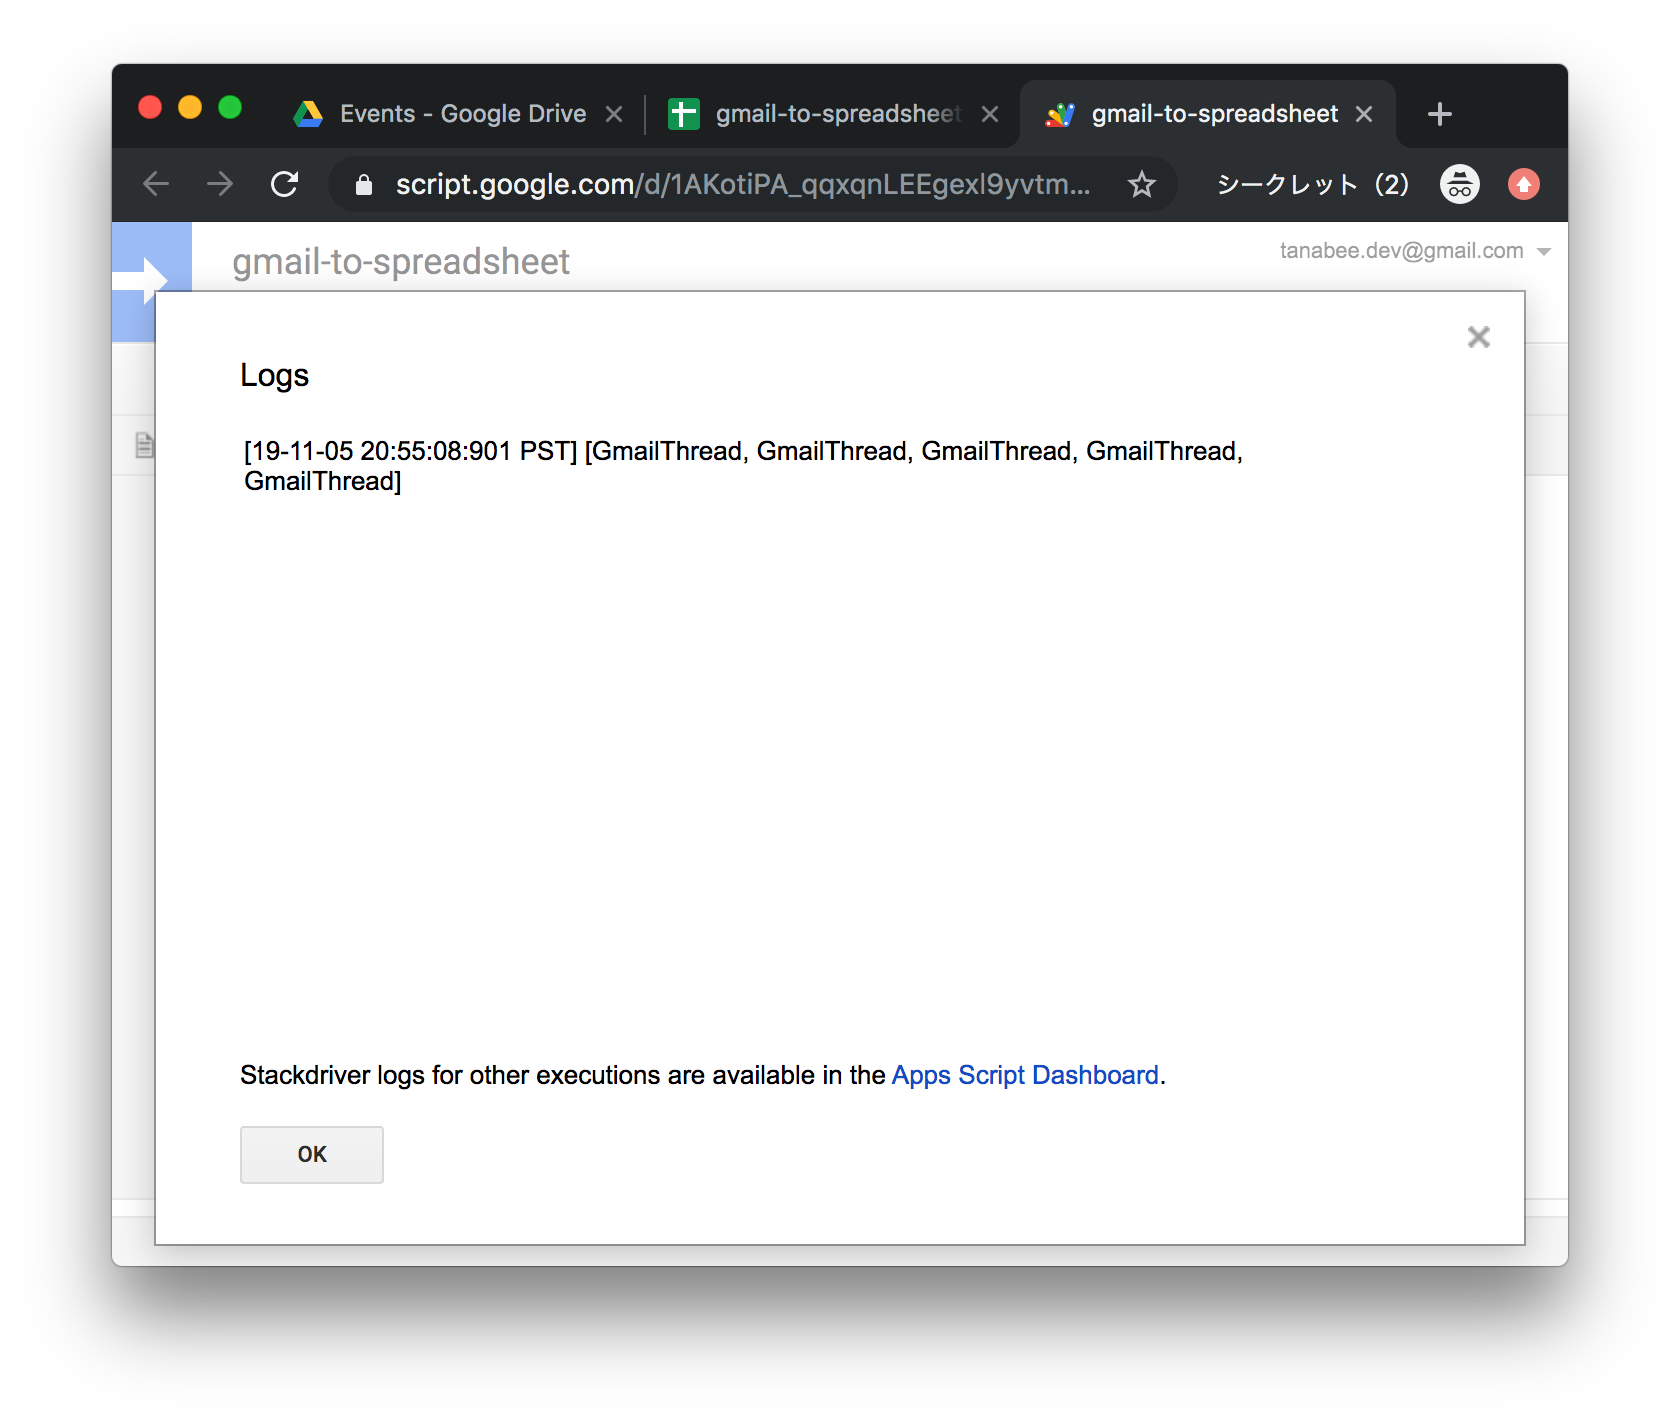 Events - Google Drive
gmail-to-spreadsheet
gmail-to-spreadsheet
script.google.com/d/1AKotiPA_qqxqnLEEgexl9yvtm...
シークレット（2）
gmail-to-spreadsheet
tanabee.dev@gmail.com
Logs
[19-11-05 20:55:08:901 PST] [GmailThread, GmailThread, GmailThread, GmailThread,
GmailThread]
Stackdriver logs for other executions are available in the Apps Script Dashboard.
OK